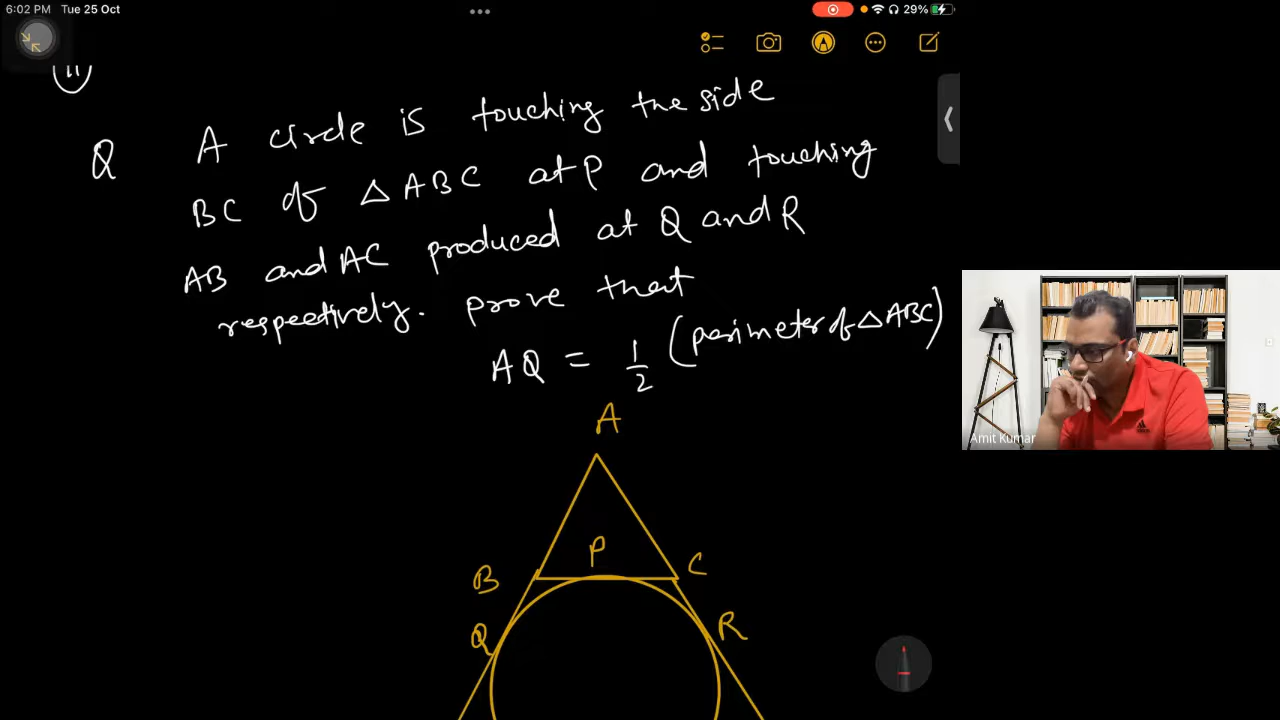 6:02 PM Tue 25 Oct
29%
11
Q A circle is touching the side
BC of △ABC at P and touching
AB and AC produced at Q and R
respectively. prove that
AQ = 1/2 (perimeter of △ABC)
A
P
B
C
Q
R
Amit Kumar